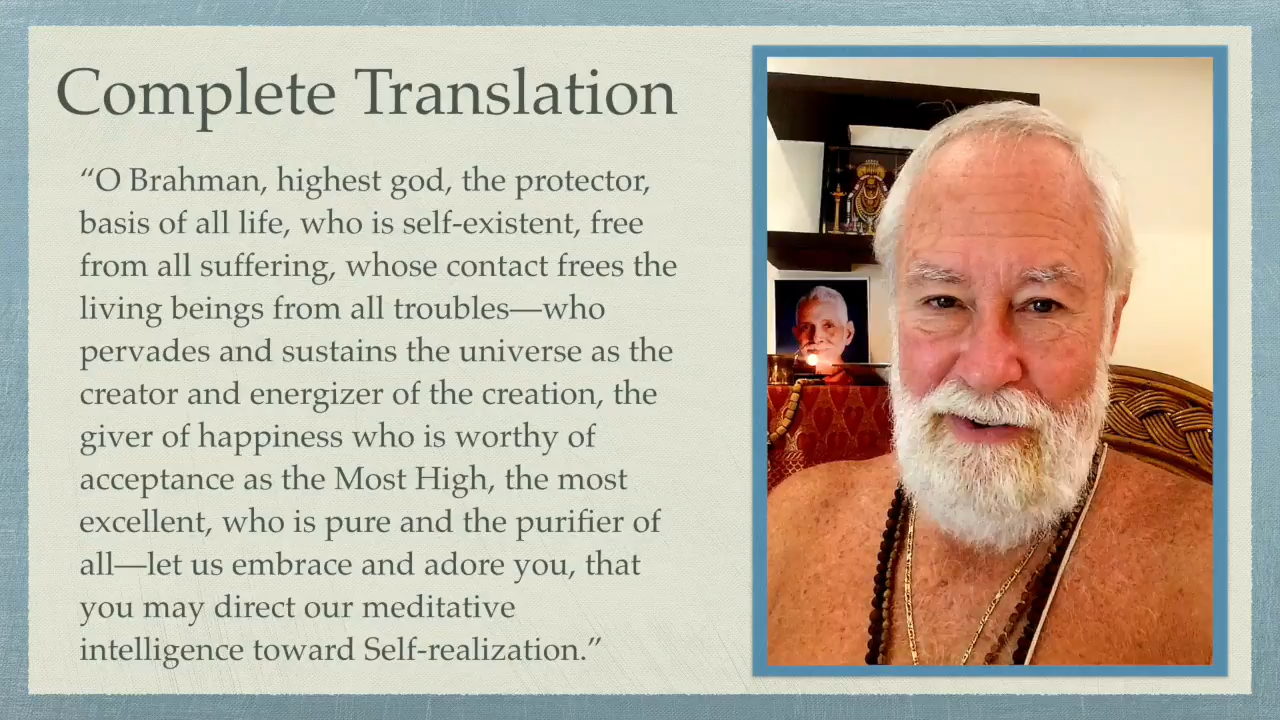 Complete Translation
“O Brahman, highest god, the protector,
basis of all life, who is self-existent, free
from all suffering, whose contact frees the
living beings from all troubles—who
pervades and sustains the universe as the
creator and energizer of the creation, the
giver of happiness who is worthy of
acceptance as the Most High, the most
excellent, who is pure and the purifier of
all—let us embrace and adore you, that
you may direct our meditative
intelligence toward Self-realization.”